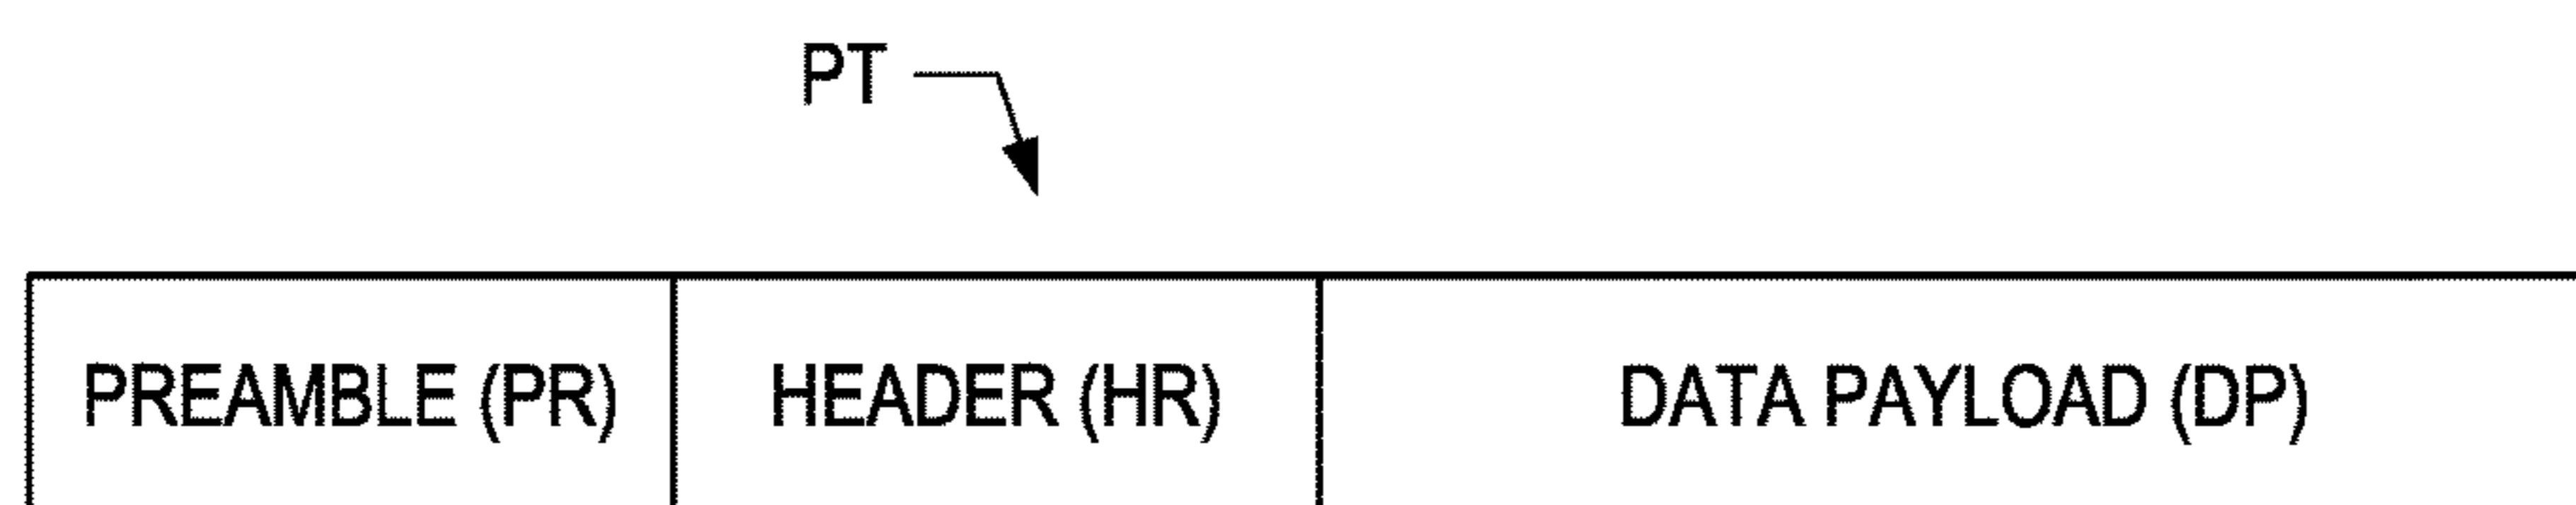 PT
PREAMBLE (PR) HEADER (HR) DATA PAYLOAD (DP)